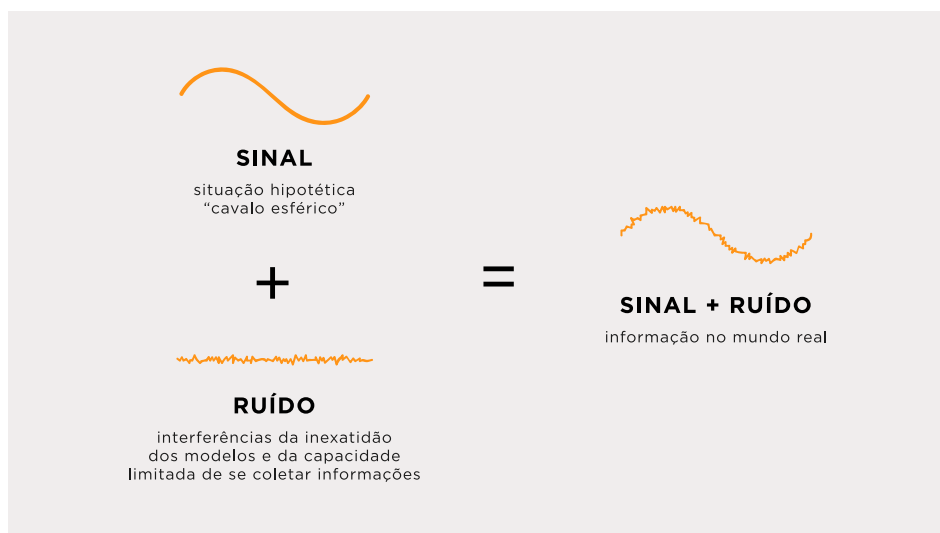 SINAL
situação hipotética
“cavalo esférico”
+
=
RUÍDO
interferências da inexatidão
dos modelos e da capacidade
limitada de se coletar informações
SINAL + RUÍDO
informação no mundo real